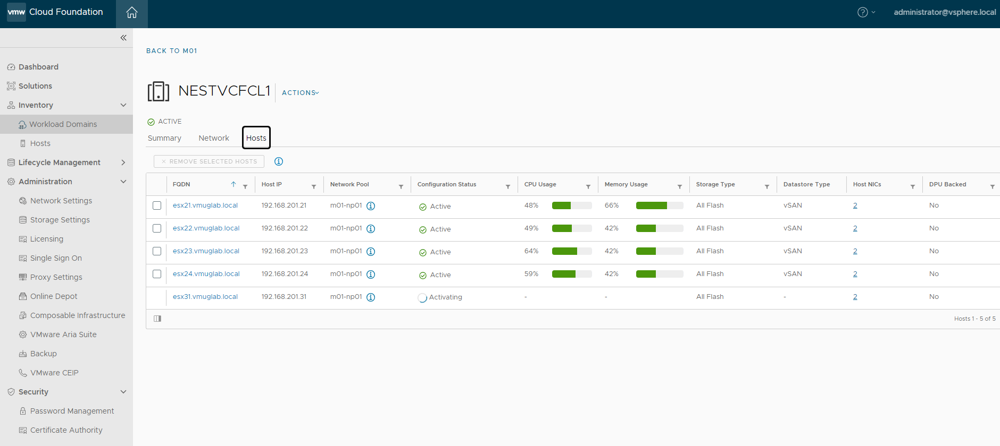 vmw Cloud Foundation
administrator@vsphere.local
Dashboard
Solutions
Inventory
Workload Domains
Hosts
Lifecycle Management
Administration
Network Settings
Storage Settings
Licensing
Single Sign On
Proxy Settings
Online Depot
Composable Infrastructure
VMware Aria Suite
Backup
VMware CEIP
Security
Password Management
Certificate Authority
BACK TO M01
NESTVCFCL1 ACTIONS
ACTIVE
Summary Network Hosts
REMOVE SELECTED HOSTS
FQDN Host IP Network Pool Configuration Status CPU Usage Memory Usage Storage Type Datastore Type Host NICs DPU Backed
esx21.vmuglab.local 192.168.201.21 m01-np01 Active 48% 66% All Flash vSAN 2 No
esx22.vmuglab.local 192.168.201.22 m01-np01 Active 49% 42% All Flash vSAN 2 No
esx23.vmuglab.local 192.168.201.23 m01-np01 Active 64% 42% All Flash vSAN 2 No
esx24.vmuglab.local 192.168.201.24 m01-np01 Active 59% 42% All Flash vSAN 2 No
esx31.vmuglab.local 192.168.201.31 m01-np01 Activating - - All Flash - 2 No
Hosts 1 - 5 of 5